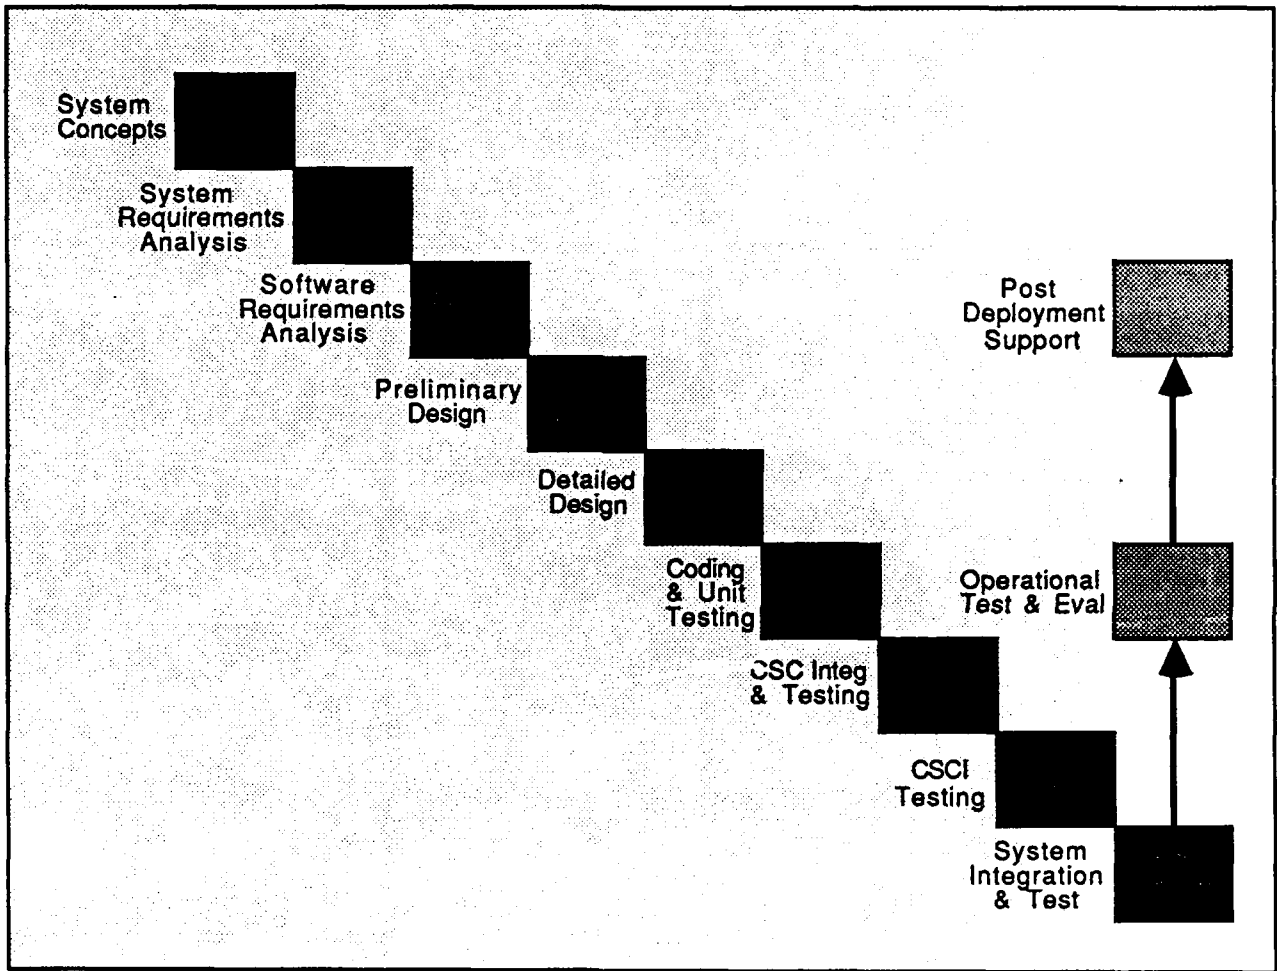 System
Concepts
System
Requirements
Analysis
Software
Requirements
Analysis
Post
Deployment
Support
Preliminary
Design
Detailed
Design
Coding
& Unit
Testing
Operational
Test & Eval
CSC Integ
& Testing
CSCI
Testing
System
Integration
& Test